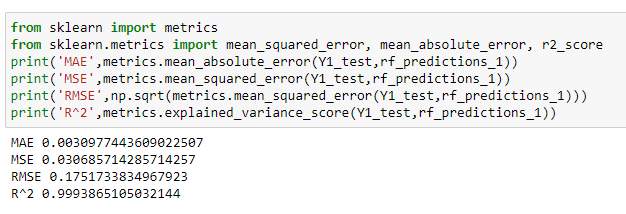 from sklearn import metrics
from sklearn.metrics import mean_squared_error, mean_absolute_error, r2_score
print('MAE',metrics.mean_absolute_error(Y1_test,rf_predictions_1))
print('MSE',metrics.mean_squared_error(Y1_test,rf_predictions_1))
print('RMSE',np.sqrt(metrics.mean_squared_error(Y1_test,rf_predictions_1)))
print('R^2',metrics.explained_variance_score(Y1_test,rf_predictions_1))
MAE 0.0030977443609022507
MSE 0.030685714285714257
RMSE 0.1751733834967923
R^2 0.9993865105032144